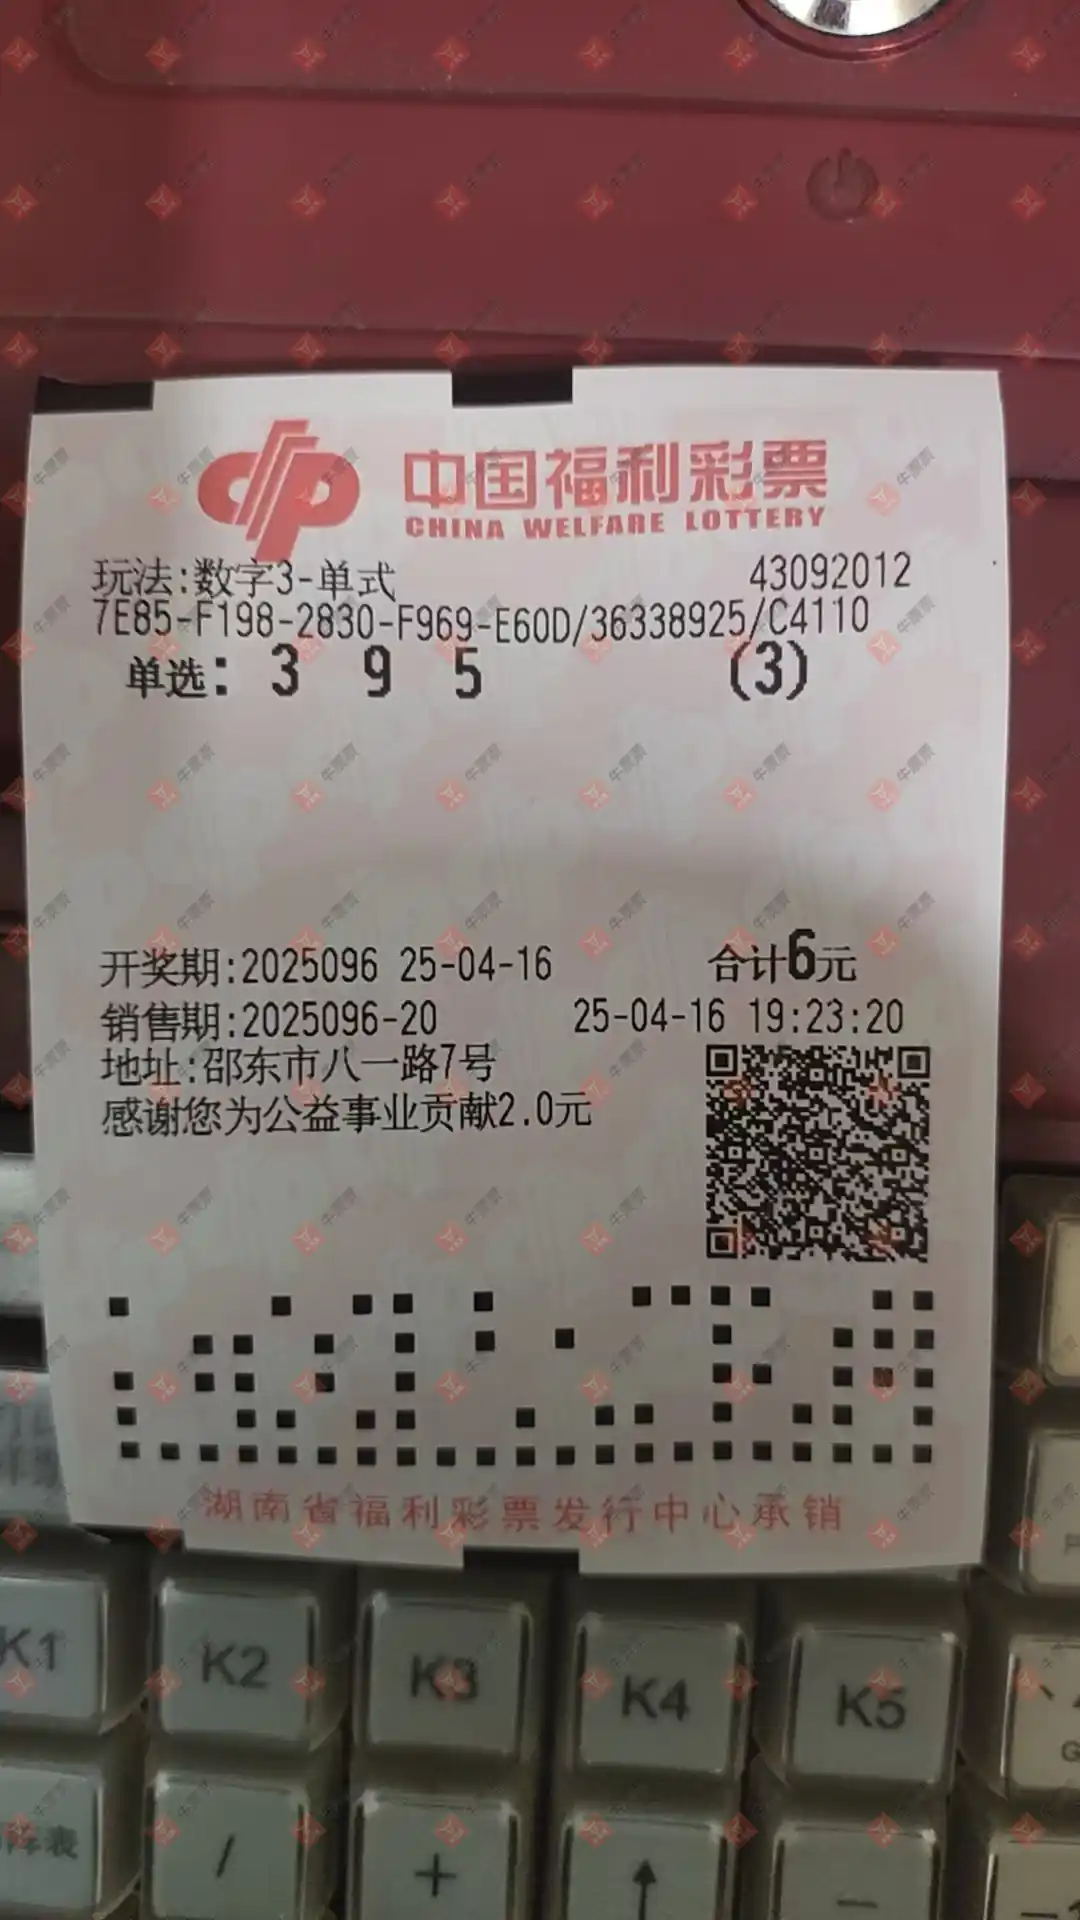 中国福利彩票
CHINA WELFARE LOTTERY
玩法:数字3-单式 43092012
7E85-F198-2830-F969-E60D/36338925/C4110
单选: 3 9 5 (3)
开奖期:2025096 25-04-16 合计6元
销售期:2025096-20 25-04-16 19:23:20
地址:邵东市八一路7号
感谢您为公益事业贡献2.0元
湖南省福利彩票发行中心承销
K1 K2 K3 K4 K5
/ + ↑ －
牛票票